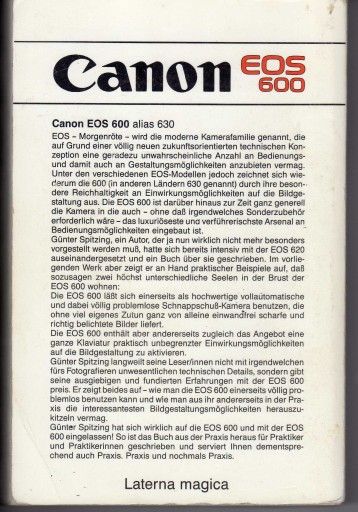 Canon EOS
600
Canon EOS 600 alias 630
EOS – Morgenröte – wird die moderne Kamerafamilie genannt, die
auf Grund einer völlig neuen zukunftsorientierten technischen Kon-
zeption eine geradezu unwahrscheinliche Anzahl an Bedienungs-
und damit auch an Gestaltungsmöglichkeiten anzubieten vermag.
Unter den verschiedenen EOS-Modellen jedoch zeichnet sich wie-
derum die 600 (in anderen Ländern 630 genannt) durch ihre beson-
dere Reichhaltigkeit an Einwirkungsmöglichkeiten auf die Bildge-
staltung aus. Die EOS 600 ist darüber hinaus zur Zeit ganz generell
die Kamera in die auch – ohne daß irgendwelches Sonderzubehör
erforderlich wäre – das luxuriöseste und verführerischste Arsenal an
Bedienungsmöglichkeiten eingebaut ist.
Günter Spitzing, ein Autor, der ja nun wirklich nicht mehr besonders
vorgestellt werden muß, hatte sich bereits intensiv mit der EOS 620
auseinandergesetzt und ein Buch über sie geschrieben. Im vorlie-
genden Werk aber zeigt er an Hand praktischer Beispiele auf, daß
sozusagen zwei höchst unterschiedliche Seelen in der Brust der
EOS 600 wohnen:
Die EOS 600 läßt sich einerseits als hochwertige vollautomatische
und dabei völlig problemlose Schnappschuß-Kamera benutzen, die
ohne viel eigenes Zutun ganz von alleine einwandfrei scharfe und
richtig belichtete Bilder liefert.
Die EOS 600 enthält aber andererseits zugleich das Angebot eine
ganze Klaviatur praktisch unbegrenzter Einwirkungsmöglichkeiten
auf die Bildgestaltung zu aktivieren.
Günter Spitzing langweilt seine Leser/innen nicht mit irgendwelchen
fürs Fotografieren unwesentlichen technischen Details, sondern gibt
seine ausgiebigen und fundierten Erfahrungen mit der EOS 600
preis. Er zeigt beides auf – wie man die EOS 600 einerseits völlig pro-
blemlos benutzen kann und wie man aus ihr andererseits in der Pra-
xis die interessantesten Bildgestaltungsmöglichkeiten herauszu-
kitzeln vermag.
Günter Spitzing hat sich wirklich auf die EOS 600 und mit der EOS
600 eingelassen! So ist das Buch aus der Praxis heraus für Praktiker
und Praktikerinnen geschrieben und serviert Ihnen dementspre-
chend auch Praxis. Praxis und nochmals Praxis.
Laterna magica